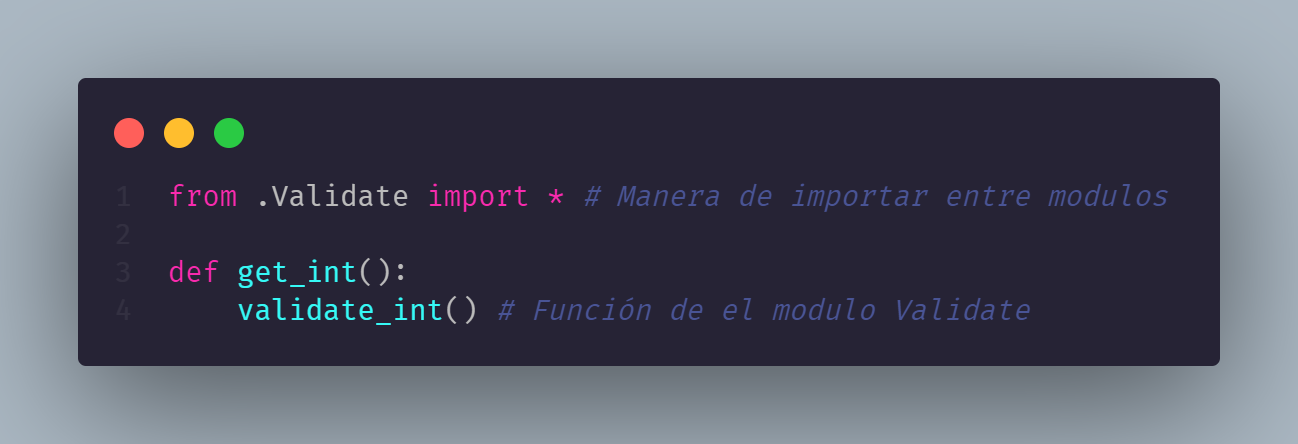 1 from .Validate import * # Manera de importar entre modulos
2
3 def get_int():
4     validate_int() # Función de el modulo Validate